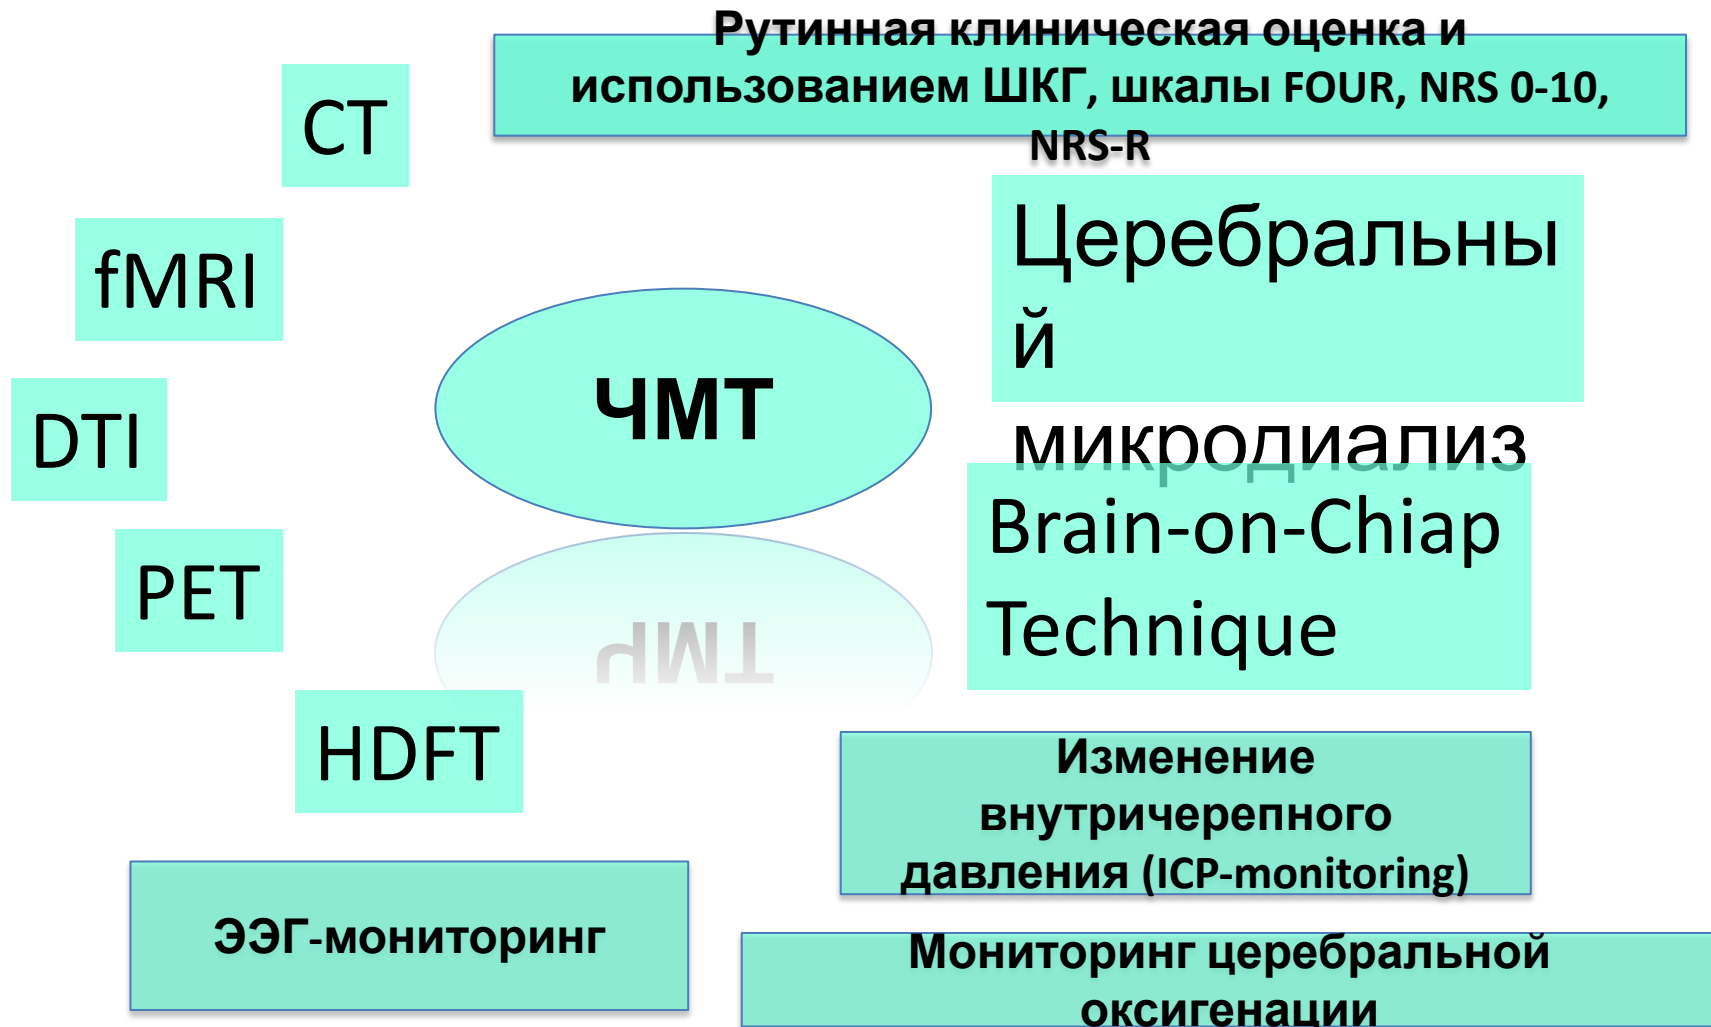 Рутинная клиническая оценка и
использованием ШКГ, шкалы FOUR, NRS 0-10,
NRS-R
CT
fMRI
DTI
PET
HDFT
ЧМТ
Церебральны
й
микродиализ
Brain-on-Chiap
Technique
Изменение
внутричерепного
давления (ICP-monitoring)
ЭЭГ-мониторинг
Мониторинг церебральной
оксигенации